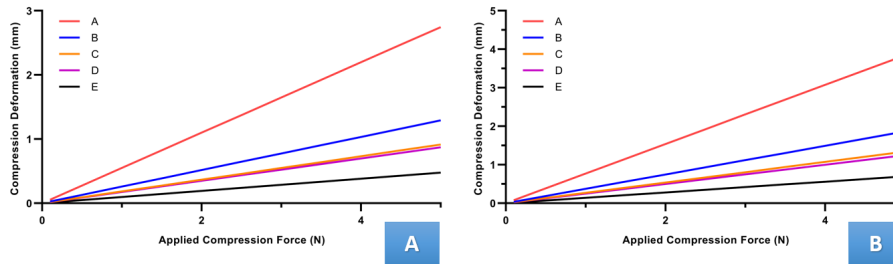 3
2
1
0
0
2
4
Compression Deformation (mm)
Applied Compression Force (N)
A
B
C
D
E
A
5
4
3
2
1
0
0
2
4
Compression Deformation (mm)
Applied Compression Force (N)
A
B
C
D
E
B